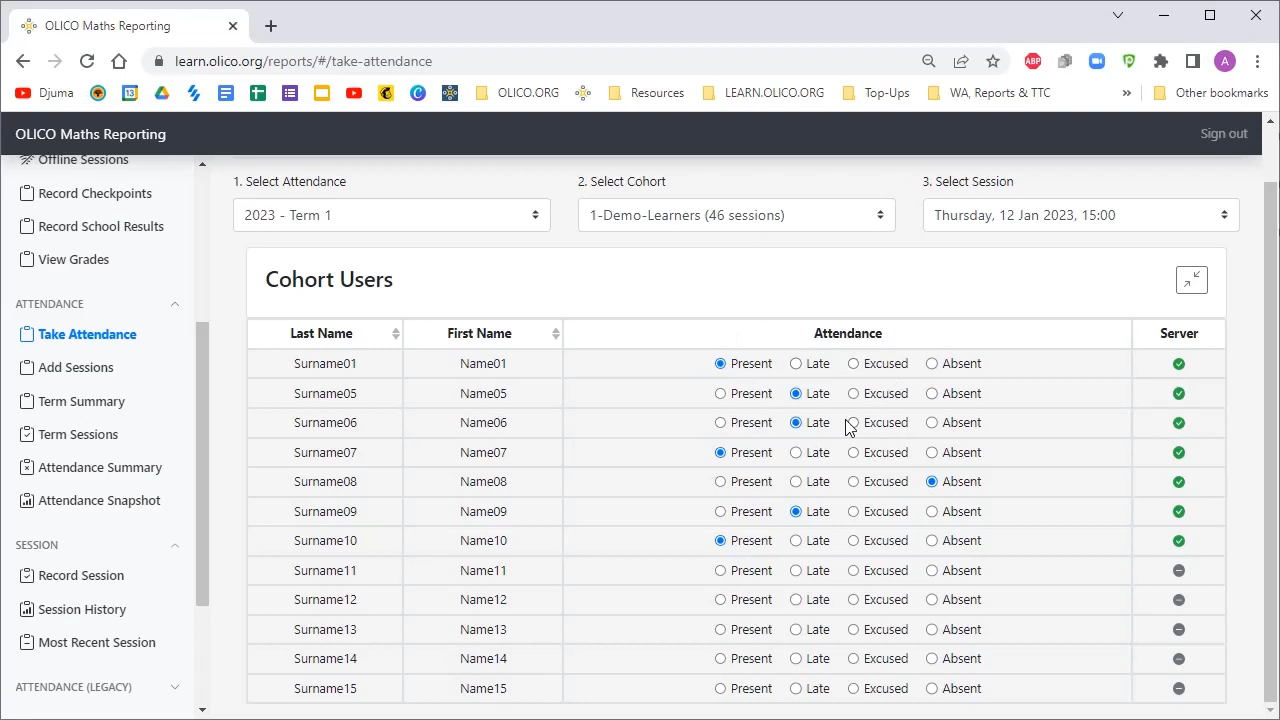 OLICO Maths Reporting
learn.olico.org/reports/#/take-attendance
ABP
A
Djuma
13
OLICO.ORG
Resources
LEARN.OLICO.ORG
Top-Ups
WA, Reports & TTC
»
Other bookmarks
OLICO Maths Reporting
Sign out
Offline Sessions
Record Checkpoints
Record School Results
View Grades
ATTENDANCE
Take Attendance
Add Sessions
Term Summary
Term Sessions
Attendance Summary
Attendance Snapshot
SESSION
Record Session
Session History
Most Recent Session
ATTENDANCE (LEGACY)
1. Select Attendance 2. Select Cohort 3. Select Session
2023 - Term 1 1-Demo-Learners (46 sessions) Thursday, 12 Jan 2023, 15:00
Cohort Users
Last Name First Name Attendance Server
Surname01 Name01 Present Late Excused Absent
Surname05 Name05 Present Late Excused Absent
Surname06 Name06 Present Late Excused Absent
Surname07 Name07 Present Late Excused Absent
Surname08 Name08 Present Late Excused Absent
Surname09 Name09 Present Late Excused Absent
Surname10 Name10 Present Late Excused Absent
Surname11 Name11 Present Late Excused Absent
Surname12 Name12 Present Late Excused Absent
Surname13 Name13 Present Late Excused Absent
Surname14 Name14 Present Late Excused Absent
Surname15 Name15 Present Late Excused Absent